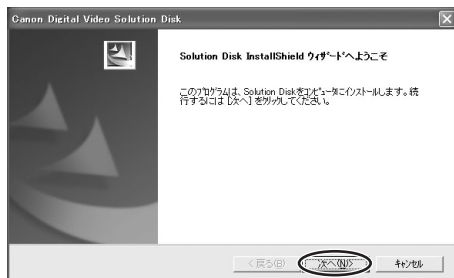 Canon Digital Video Solution Disk
Solution Disk InstallShield ウィザードへようこそ
このプログラムは、Solution Diskをコンピュータにインストールします。続
行するには [次へ] をクリックしてください。
< 戻る(B)
次へ(N)>
キャンセル